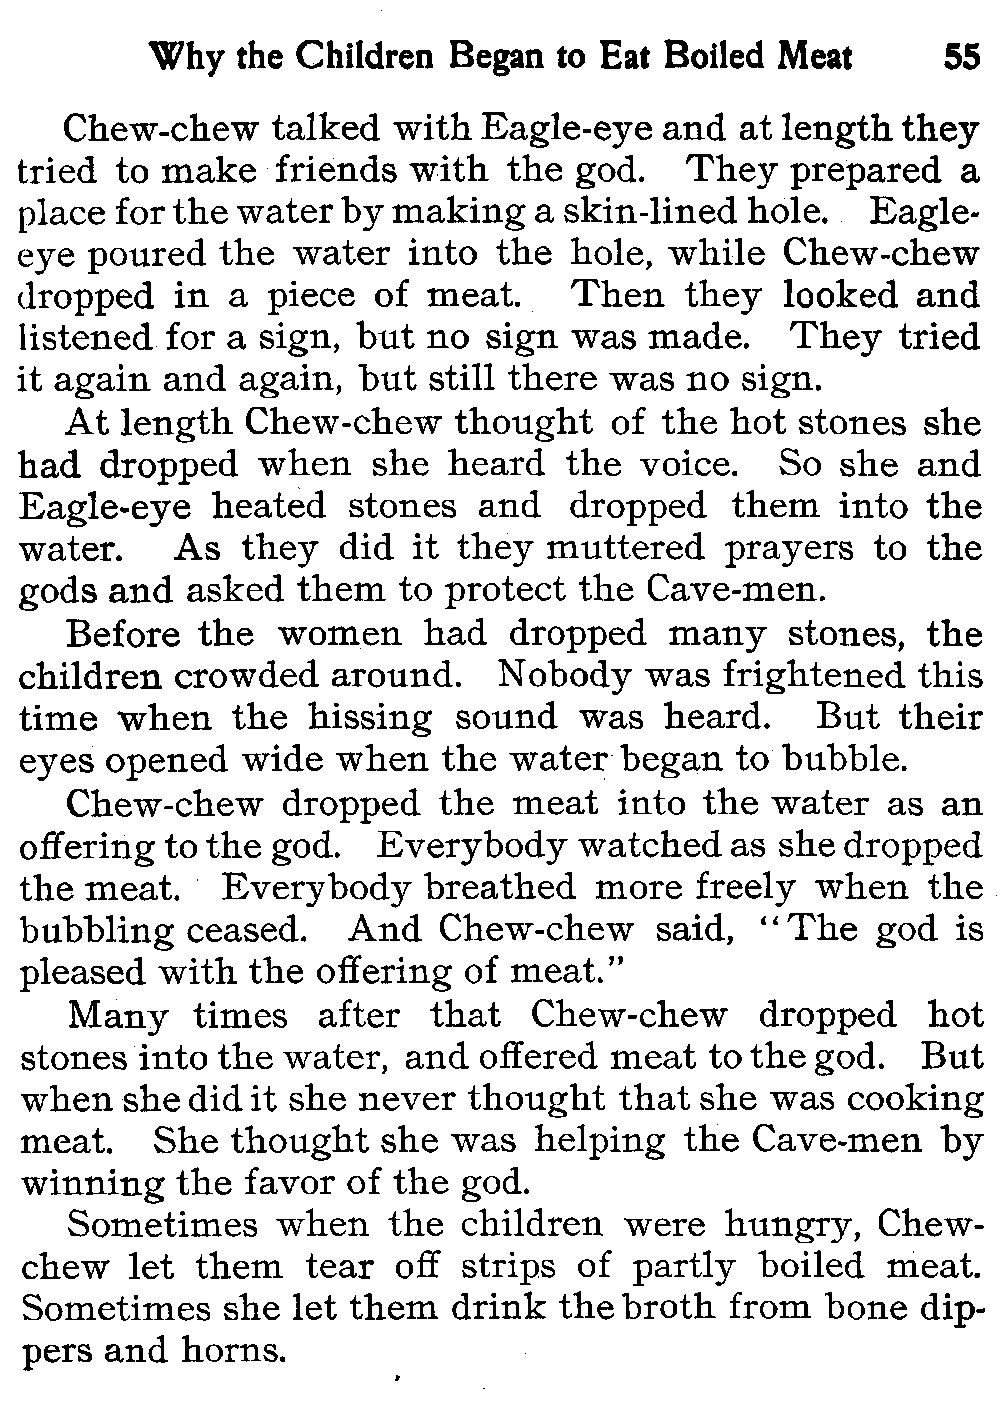 Why the Children Began to Eat Boiled Meat 55
Chew-chew talked with Eagle-eye and at length they
tried to make friends with the god. They prepared a
place for the water by making a skin-lined hole. Eagle-
eye poured the water into the hole, while Chew-chew
dropped in a piece of meat. Then they looked and
listened for a sign, but no sign was made. They tried
it again and again, but still there was no sign.
At length Chew-chew thought of the hot stones she
had dropped when she heard the voice. So she and
Eagle-eye heated stones and dropped them into the
water. As they did it they muttered prayers to the
gods and asked them to protect the Cave-men.
Before the women had dropped many stones, the
children crowded around. Nobody was frightened this
time when the hissing sound was heard. But their
eyes opened wide when the water began to bubble.
Chew-chew dropped the meat into the water as an
offering to the god. Everybody watched as she dropped
the meat. Everybody breathed more freely when the
bubbling ceased. And Chew-chew said, “The god is
pleased with the offering of meat.”
Many times after that Chew-chew dropped hot
stones into the water, and offered meat to the god. But
when she did it she never thought that she was cooking
meat. She thought she was helping the Cave-men by
winning the favor of the god.
Sometimes when the children were hungry, Chew-
chew let them tear off strips of partly boiled meat.
Sometimes she let them drink the broth from bone dip-
pers and horns.